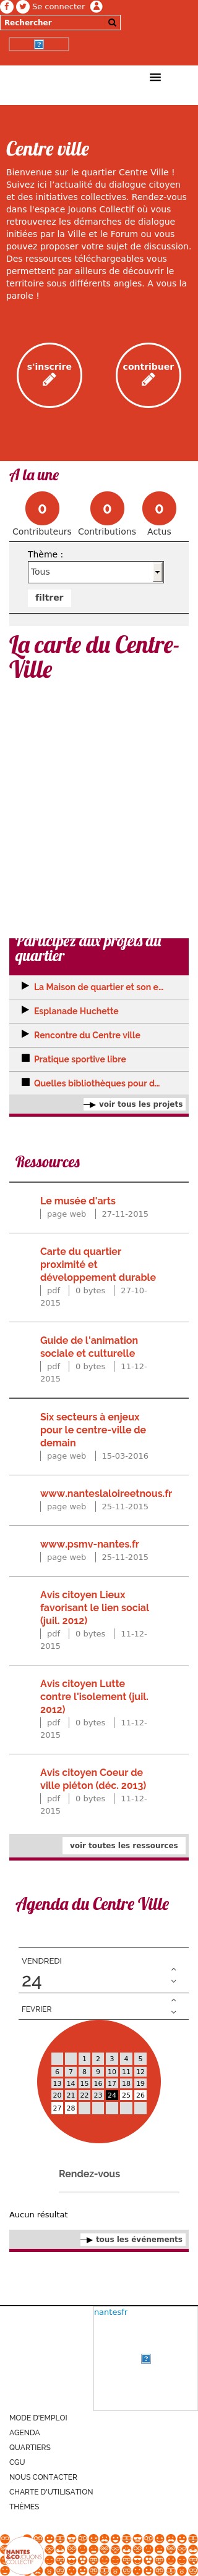 Se connecter
Rechercher
Centre ville
Bienvenue sur le quartier Centre Ville !
Suivez ici l'actualité du dialogue citoyen
et des initiatives collectives. Rendez-vous
dans l'espace Jouons Collectif où vous
retrouverez les démarches de dialogue
initiées par la Ville et le Forum ou vous
pouvez proposer votre sujet de discussion.
Des ressources téléchargeables vous
permettent par ailleurs de découvrir le
territoire sous différents angles. A vous la
parole !
s'inscrire
contribuer
A la une
0 0 0
Contributeurs Contributions Actus
Thème :
Tous
filtrer
La carte du Centre-
Ville
Participez aux projets du
quartier
La Maison de quartier et son e...
Esplanade Huchette
Rencontre du Centre ville
Pratique sportive libre
Quelles bibliothèques pour d...
voir tous les projets
Ressources
Le musée d'arts
page web 27-11-2015
Carte du quartier
proximité et
développement durable
pdf 0 bytes 27-10-
2015
Guide de l'animation
sociale et culturelle
pdf 0 bytes 11-12-
2015
Six secteurs à enjeux
pour le centre-ville de
demain
page web 15-03-2016
www.nanteslaloireetnous.fr
page web 25-11-2015
www.psmv-nantes.fr
page web 25-11-2015
Avis citoyen Lieux
favorisant le lien social
(juil. 2012)
pdf 0 bytes 11-12-
2015
Avis citoyen Lutte
contre l'isolement (juil.
2012)
pdf 0 bytes 11-12-
2015
Avis citoyen Coeur de
ville piéton (déc. 2013)
pdf 0 bytes 11-12-
2015
voir toutes les ressources
Agenda du Centre Ville
VENDREDI
24
FEVRIER
1 2 3 4 5
6 7 8 9 10 11 12
13 14 15 16 17 18 19
20 21 22 23 24 25 26
27 28
Rendez-vous
Aucun résultat
tous les événements
nantesfr
MODE D'EMPLOI
AGENDA
QUARTIERS
CGU
NOUS CONTACTER
CHARTE D'UTILISATION
THÈMES
NANTES
&CO JOUONS
COLLECTIF